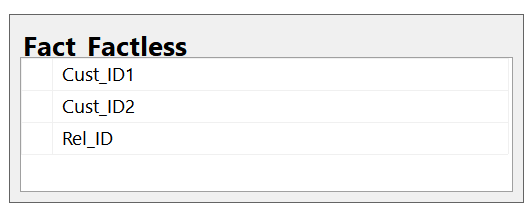 Fact_Factless
Cust_ID1
Cust_ID2
Rel_ID